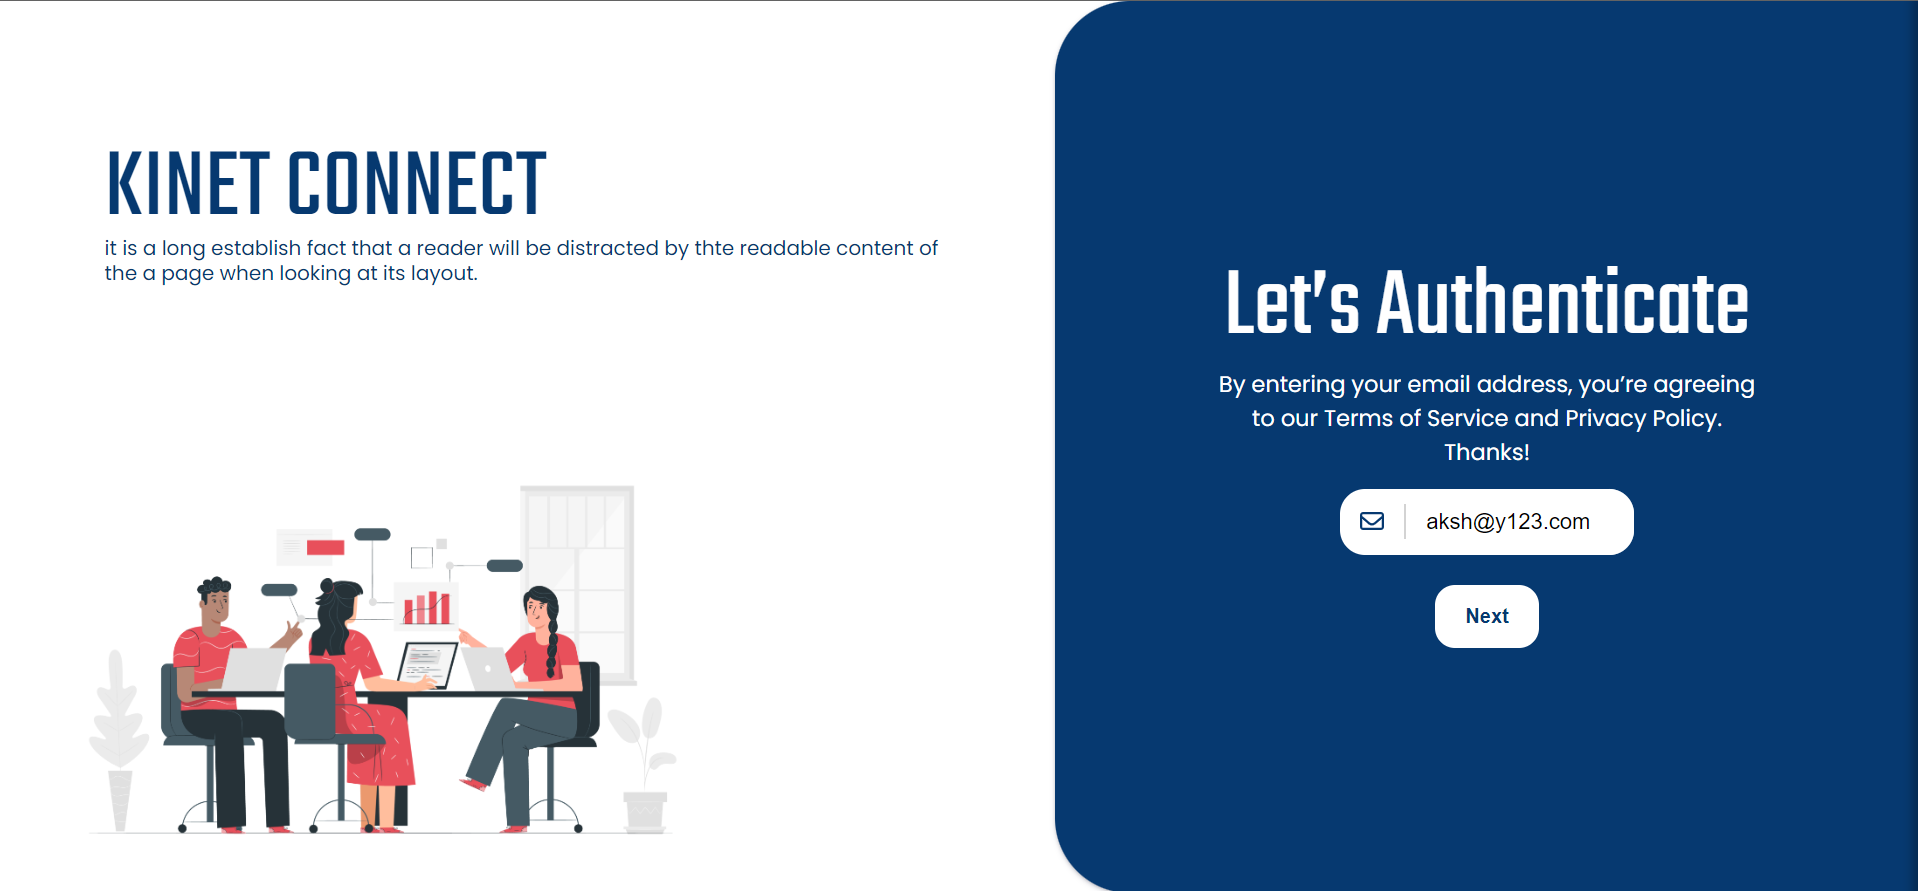 KINET CONNECT
it is a long establish fact that a reader will be distracted by thte readable content of
the a page when looking at its layout.
Let's Authenticate
By entering your email address, you’re agreeing
to our Terms of Service and Privacy Policy.
Thanks!
aksh@y123.com
Next